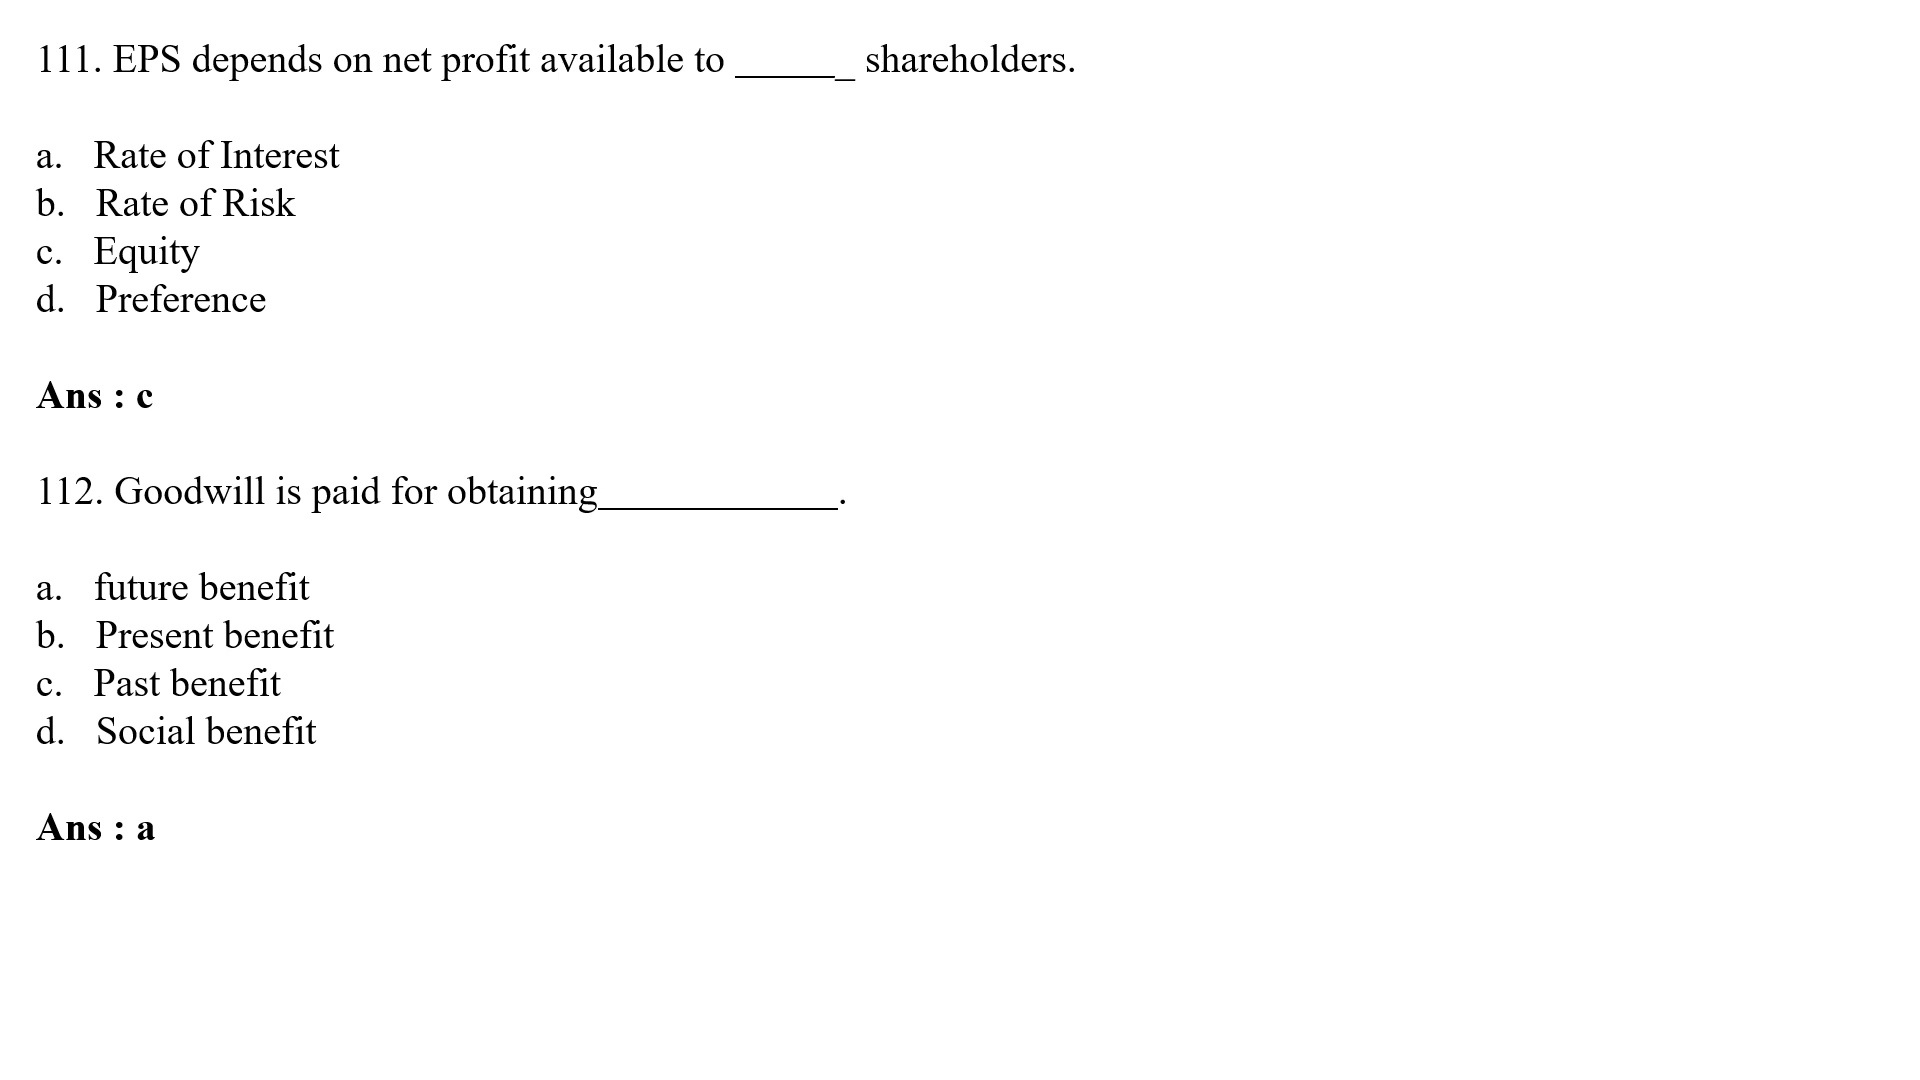 111. EPS depends on net profit available to ______ shareholders.
a. Rate of Interest
b. Rate of Risk
c. Equity
d. Preference
Ans : c
112. Goodwill is paid for obtaining____________.
a. future benefit
b. Present benefit
c. Past benefit
d. Social benefit
Ans : a